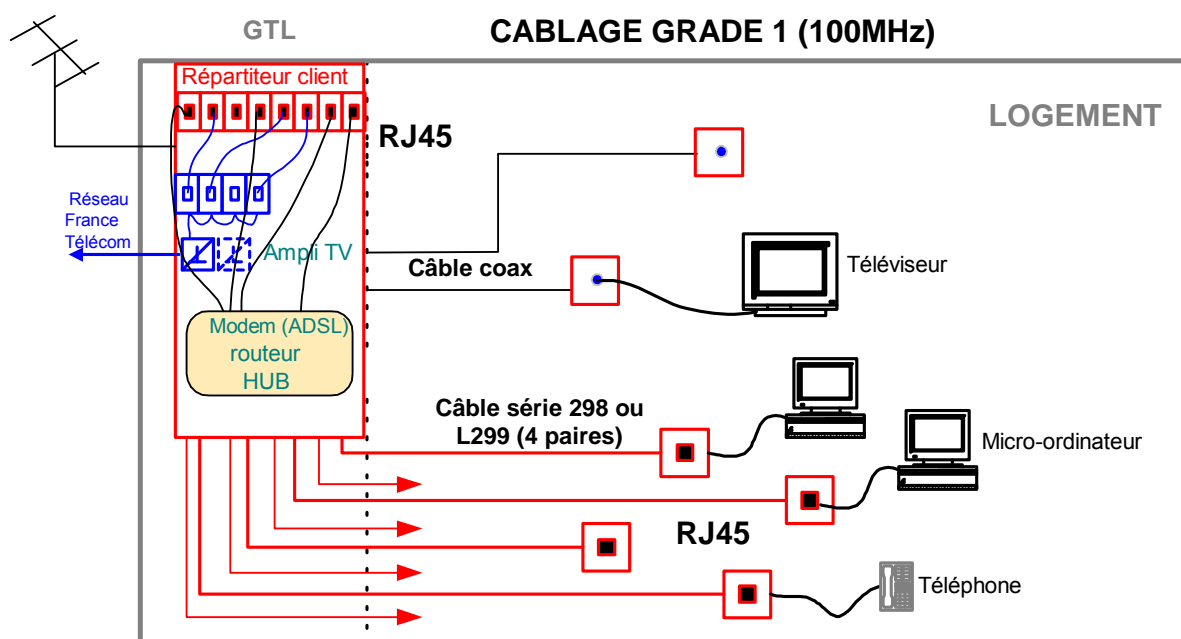 GTL
CABLAGE GRADE 1 (100MHz)
Répartiteur client
RJ45
LOGEMENT
Réseau
France
Télécom
Ampli TV
Câble coax
Téléviseur
Modem (ADSL)
routeur
HUB
Câble série 298 ou
L299 (4 paires)
Micro-ordinateur
RJ45
Téléphone